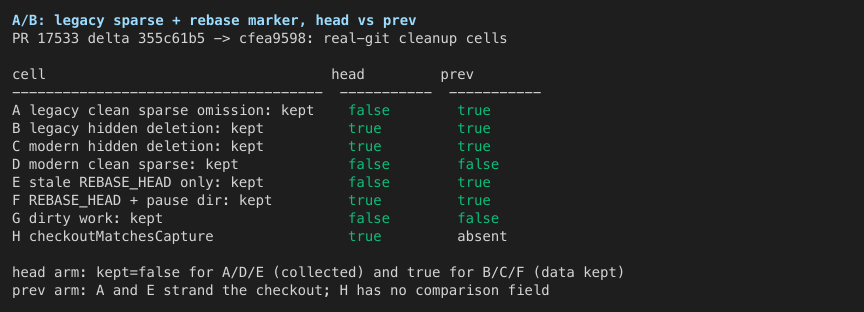 A/B: legacy sparse + rebase marker, head vs prev
PR 17533 delta 355c61b5 -> cfea9598: real-git cleanup cells
cell head prev
----------------------------------- ----------- -----------
A legacy clean sparse omission: kept false true
B legacy hidden deletion: kept true true
C modern hidden deletion: kept true true
D modern clean sparse: kept false false
E stale REBASE_HEAD only: kept false true
F REBASE_HEAD + pause dir: kept true true
G dirty work: kept false false
H checkoutMatchesCapture true absent
head arm: kept=false for A/D/E (collected) and true for B/C/F (data kept)
prev arm: A and E strand the checkout; H has no comparison field